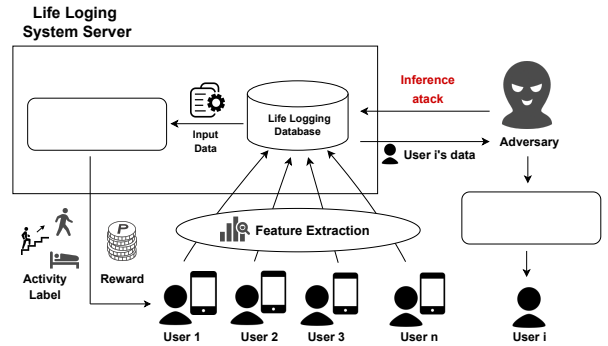 Life Loging
System Server
Inference
atack
Life Logging
Database
Input
Data
Adversary
User i's data
P
Feature Extraction
Activity
Label
Reward
User 1
User 2
User 3
User n
User i